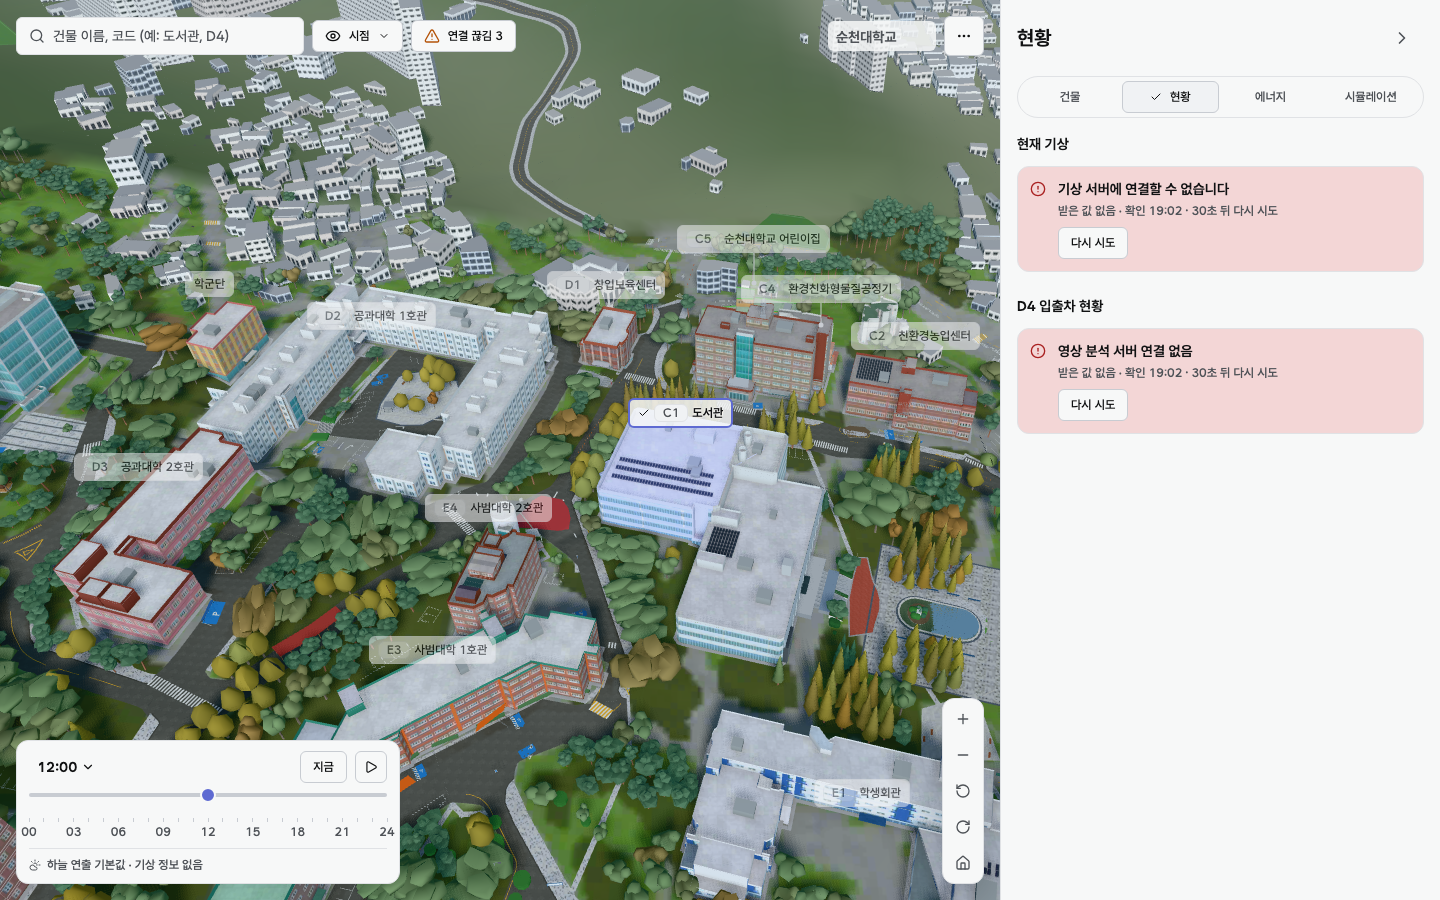 건물 이름, 코드 (예: 도서관, D4)
시점
연결 끊김 3
순천대학교
현황
건물
현황
에너지
시뮬레이션
현재 기상
기상 서버에 연결할 수 없습니다
받은 값 없음 · 확인 19:02 · 30초 뒤 다시 시도
다시 시도
D4 입출차 현황
영상 분석 서버 연결 없음
받은 값 없음 · 확인 19:02 · 30초 뒤 다시 시도
다시 시도
C5 순천대학교 어린이집
학군단
D1 창업보육센터
C4 환경친화형물질공정기
D2 공과대학 1호관
C2 친환경농업센터
C1 도서관
D3 공과대학 2호관
E4 사범대학 2호관
E3 사범대학 1호관
E1 학생회관
12:00
지금
00 03 06 09 12 15 18 21 24
하늘 연출 기본값 · 기상 정보 없음